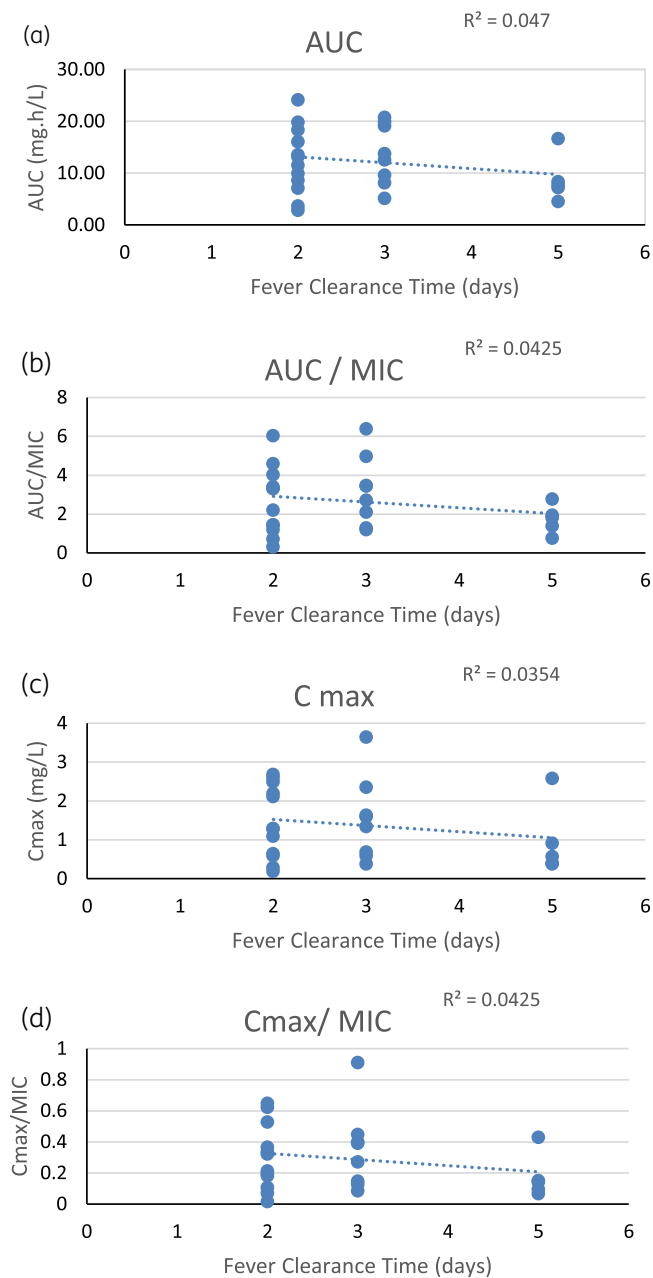 (a)
R² = 0.047
AUC
AUC (mg.h/L)
30.00
20.00
10.00
0.00
0 1 2 3 4 5 6
Fever Clearance Time (days)
(b)
R² = 0.0425
AUC / MIC
AUC/MIC
8
6
4
2
0
0 1 2 3 4 5 6
Fever Clearance Time (days)
(c)
R² = 0.0354
C max
Cmax (mg/L)
4
3
2
1
0
0 1 2 3 4 5 6
Fever Clearance Time (days)
(d)
R² = 0.0425
Cmax/ MIC
Cmax/MIC
1
0.8
0.6
0.4
0.2
0
0 1 2 3 4 5 6
Fever Clearance Time (days)